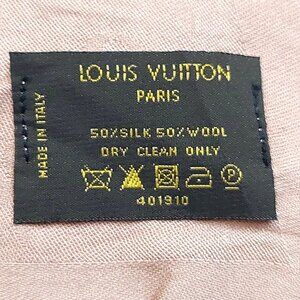 LOUIS VUITTON
PARIS
MADE IN ITALY
50%SILK 50%WOOL
DRY CLEAN ONLY
P
401910